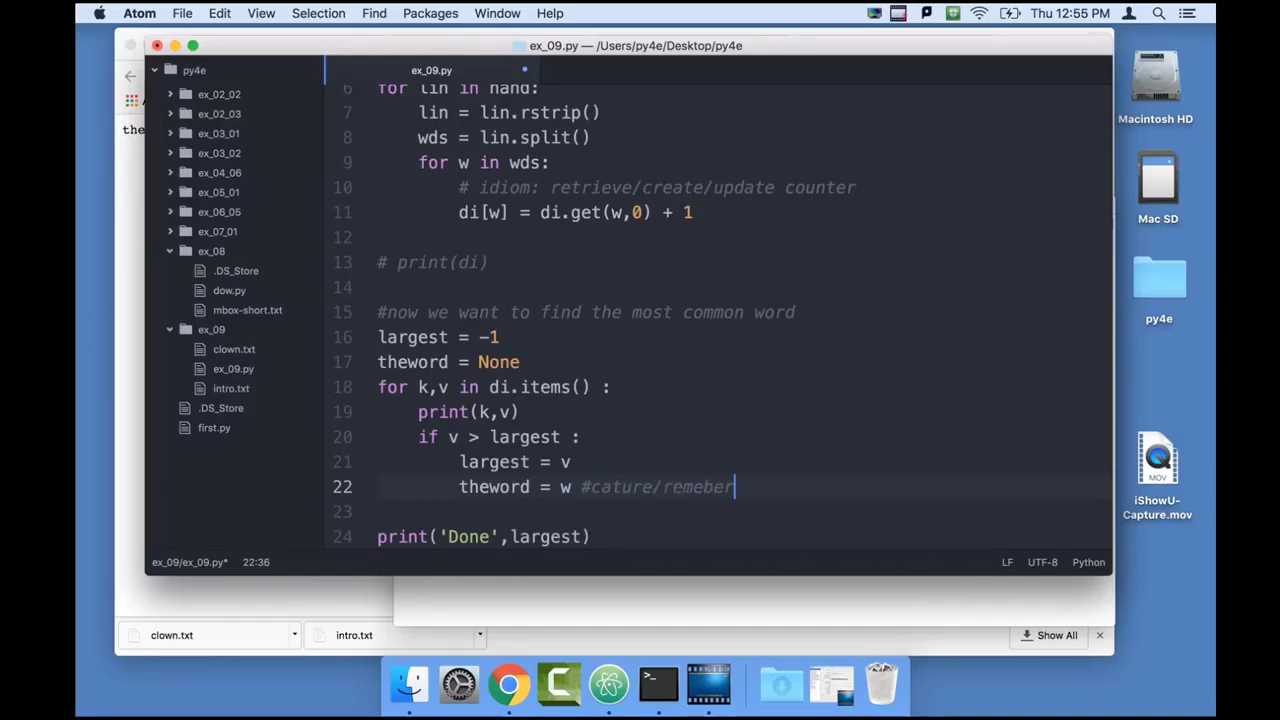 Atom File Edit View Selection Find Packages Window Help Thu 12:55 PM
ex_09.py — /Users/py4e/Desktop/py4e
py4e
ex_09.py
ex_02_02
ex_02_03
ex_03_01
ex_03_02
ex_04_06
ex_05_01
ex_06_05
ex_07_01
ex_08
.DS_Store
dow.py
mbox-short.txt
ex_09
clown.txt
ex_09.py
intro.txt
.DS_Store
first.py
the
6 for lin in hand:
7 lin = lin.rstrip()
8 wds = lin.split()
9 for w in wds:
10 # idiom: retrieve/create/update counter
11 di[w] = di.get(w,0) + 1
12
13 # print(di)
14
15 #now we want to find the most common word
16 largest = -1
17 theword = None
18 for k,v in di.items() :
19 print(k,v)
20 if v > largest :
21 largest = v
22 theword = w #cature/remeber
23
24 print('Done',largest)
ex_09/ex_09.py* 22:36 LF UTF-8 Python
clown.txt intro.txt Show All
Macintosh HD
Mac SD
py4e
MOV
iShowU-
Capture.mov